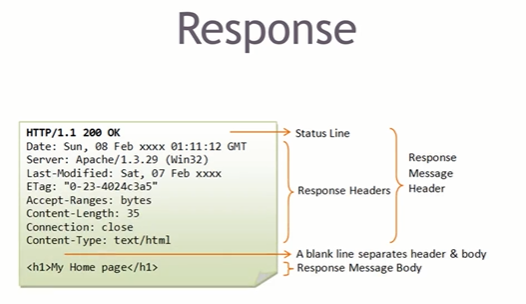 Response
HTTP/1.1 200 OK
Date: Sun, 08 Feb xxxx 01:11:12 GMT
Server: Apache/1.3.29 (Win32)
Last-Modified: Sat, 07 Feb xxxx
ETag: "0-23-4024c3a5"
Accept-Ranges: bytes
Content-Length: 35
Connection: close
Content-Type: text/html
<h1>My Home page</h1>
Status Line
Response Headers
Response
Message
Header
A blank line separates header & body
Response Message Body